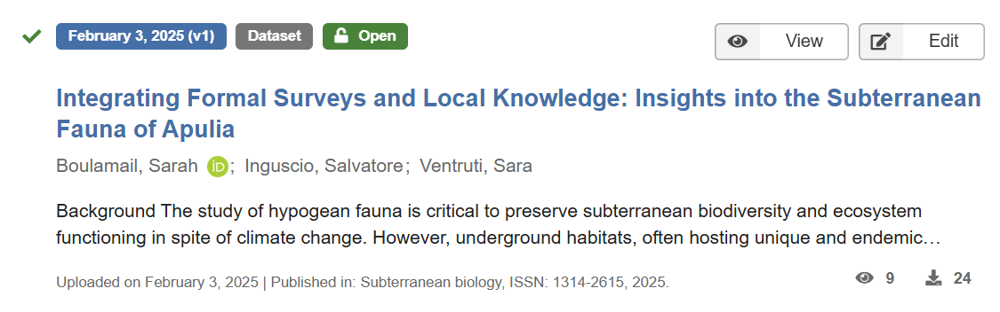 February 3, 2025 (v1) Dataset Open View Edit
Integrating Formal Surveys and Local Knowledge: Insights into the Subterranean
Fauna of Apulia
Boulamail, Sarah iD; Inguscio, Salvatore; Ventruti, Sara
Background The study of hypogean fauna is critical to preserve subterranean biodiversity and ecosystem
functioning in spite of climate change. However, underground habitats, often hosting unique and endemic…
Uploaded on February 3, 2025 | Published in: Subterranean biology, ISSN: 1314-2615, 2025. 9 24